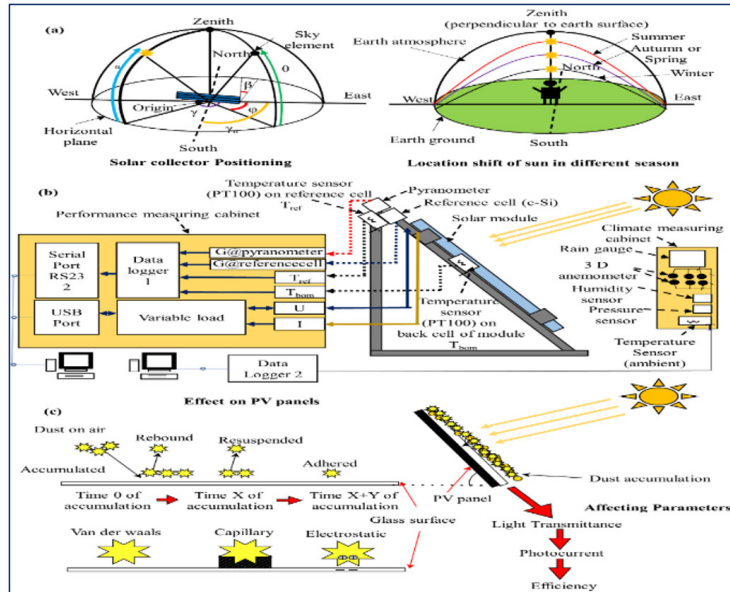 (a)
Zenith
Sky
element
North
θ
α
β
West
East
Origin
γ
φ
γα
Horizontal
plane
South
Solar collector Positioning
Zenith
(perpendicular to earth surface)
Earth atmosphere
Summer
Autumn or
Spring
North
Winter
West
East
Earth ground
South
Location shift of sun in different season
(b)
Temperature sensor
(PT100) on reference cell
Tref
Pyranometer
Reference cell (c-Si)
Solar module
Performance measuring cabinet
Serial
Port
RS23
2
Data
logger
1
G@pyranometer
G@referencecell
Tref
Tbom
USB
Port
Variable load
U
I
Temperature
sensor
(PT100) on
back cell of module
Tbom
Climate measuring
cabinet
Rain gauge
3 D
anemometer
Humidity
sensor
Pressure
sensor
Temperature
Sensor
(ambient)
Data
Logger 2
Effect on PV panels
(c)
Dust on air
Rebound
Resuspended
Accumulated
Adhered
Time 0 of
accumulation
Time X of
accumulation
Time X+Y of
accumulation
Glass surface
Van der waals
Capillary
Electrostatic
PV panel
Dust accumulation
Affecting Parameters
Light Transmittance
Photocurrent
Efficiency